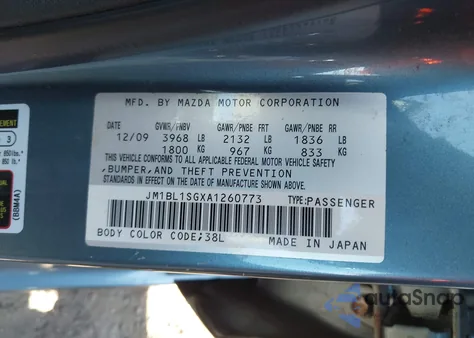 MFD. BY MAZDA MOTOR CORPORATION
DATE GVWR/PNBV GAWR/PNBE FRT GAWR/PNBE RR
12/09 3968 LB 2132 LB 1836 LB
1800 KG 967 KG 833 KG
THIS VEHICLE CONFORMS TO ALL APPLICABLE FEDERAL MOTOR VEHICLE SAFETY,
BUMPER,AND THEFT PREVENTION
STANDARDS IN EFFECT ON THE DATE OF MANUFACTURE SHOWN ABOVE.
JM1BL1SGXA1260773 TYPE:PASSENGER
BODY COLOR CODE;38L MADE IN JAPAN
3
(BBM4A)
autoSnap